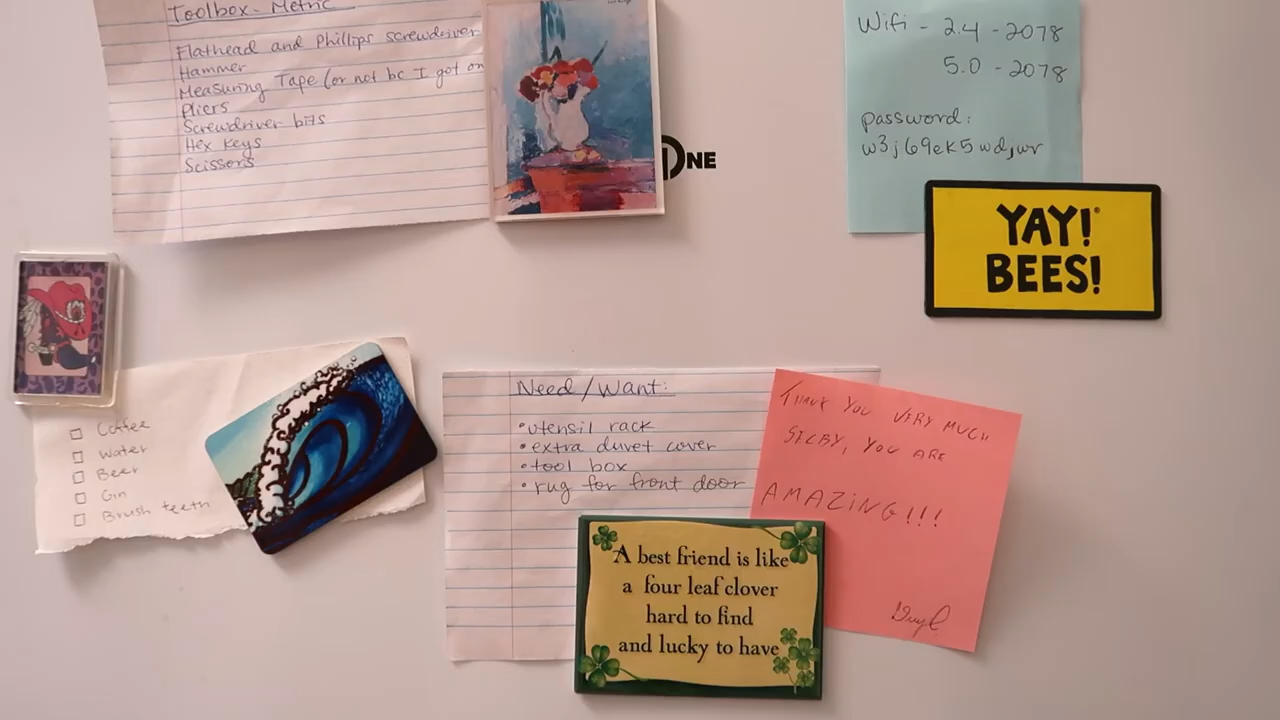 Toolbox - Metric
Flathead and Phillips screwdriver
Hammer
Measuring Tape (or not bc I got on
Pliers
Screwdriver bits
Hex keys
Scissors
ONE
Wifi - 2.4 - 2078
5.0 - 2078
password:
w3j69ek5wdjwr
YAY!
BEES!
Coffee
Water
Beer
Gin
Brush teeth
Need/Want:
•utensil rack
•extra duvet cover
•tool box
•rug for front door
THANK YOU VERY MUCH
SELBY, YOU ARE
AMAZING!!!
A best friend is like
a four leaf clover
hard to find
and lucky to have